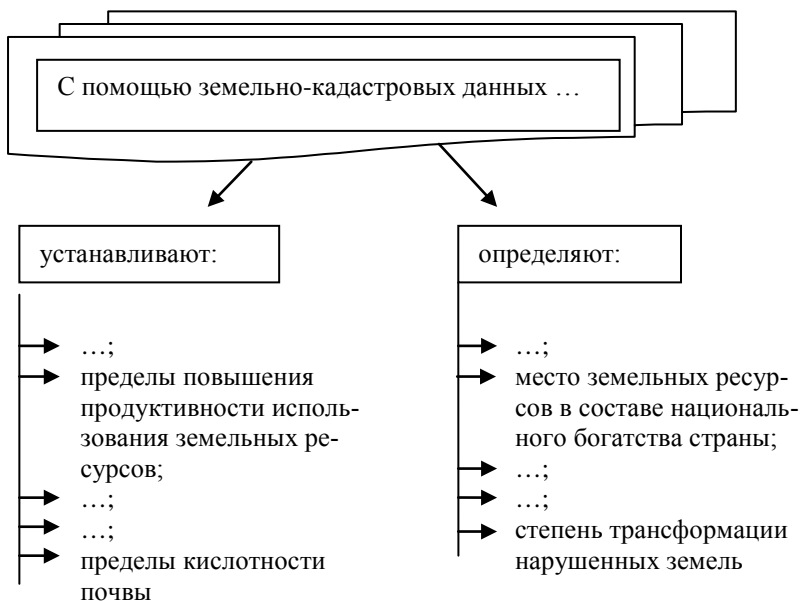 С помощью земельно-кадастровых данных …
устанавливают:
…;
пределы повышения
продуктивности исполь-
зования земельных ре-
сурсов;
…;
…;
пределы кислотности
почвы
определяют:
…;
место земельных ресур-
сов в составе националь-
ного богатства страны;
…;
…;
степень трансформации
нарушенных земель